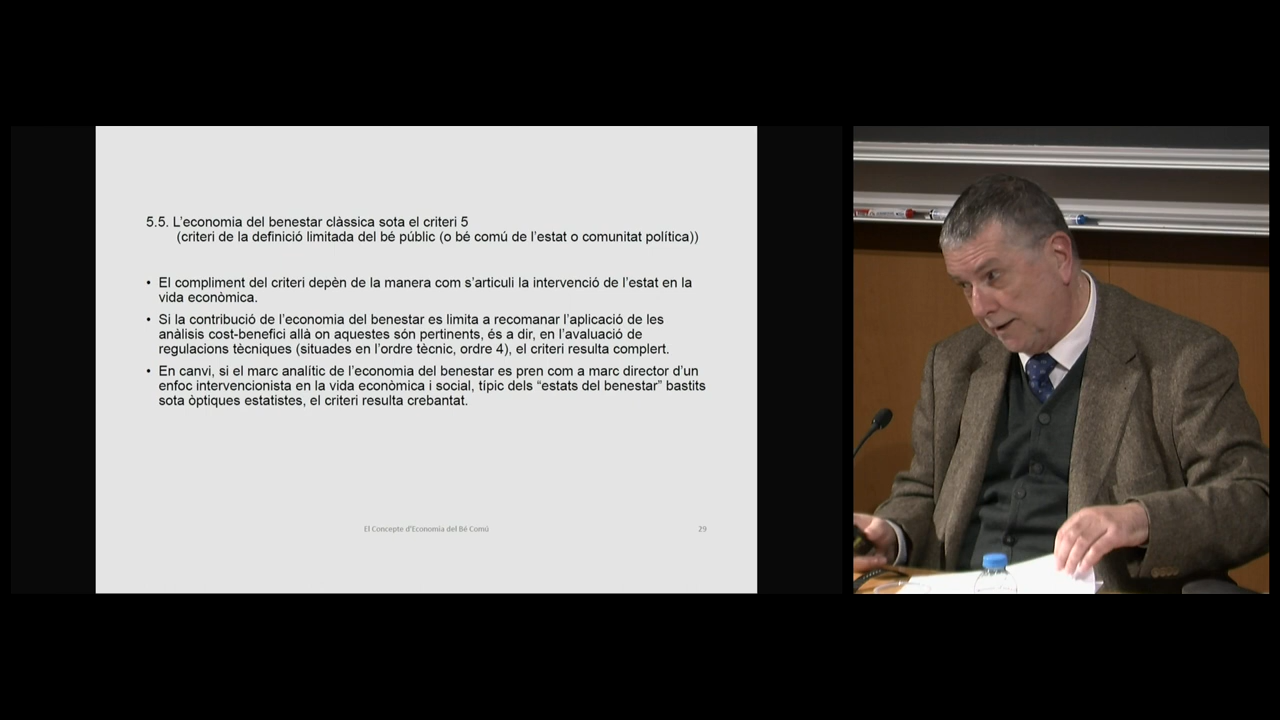 5.5. L’economia del benestar clàssica sota el criteri 5
(criteri de la definició limitada del bé públic (o bé comú de l’estat o comunitat política))
• El compliment del criteri depèn de la manera com s’articuli la intervenció de l’estat en la
vida econòmica.
• Si la contribució de l’economia del benestar es limita a recomanar l’aplicació de les
anàlisis cost-benefici allà on aquestes són pertinents, és a dir, en l’avaluació de
regulacions tècniques (situades en l’ordre tècnic, ordre 4), el criteri resulta complert.
• En canvi, si el marc analític de l’economia del benestar es pren com a marc director d’un
enfoc intervencionista en la vida econòmica i social, típic dels “estats del benestar” bastits
sota òptiques estatistes, el criteri resulta crebantat.
El Concepte d'Economia del Bé Comú
29